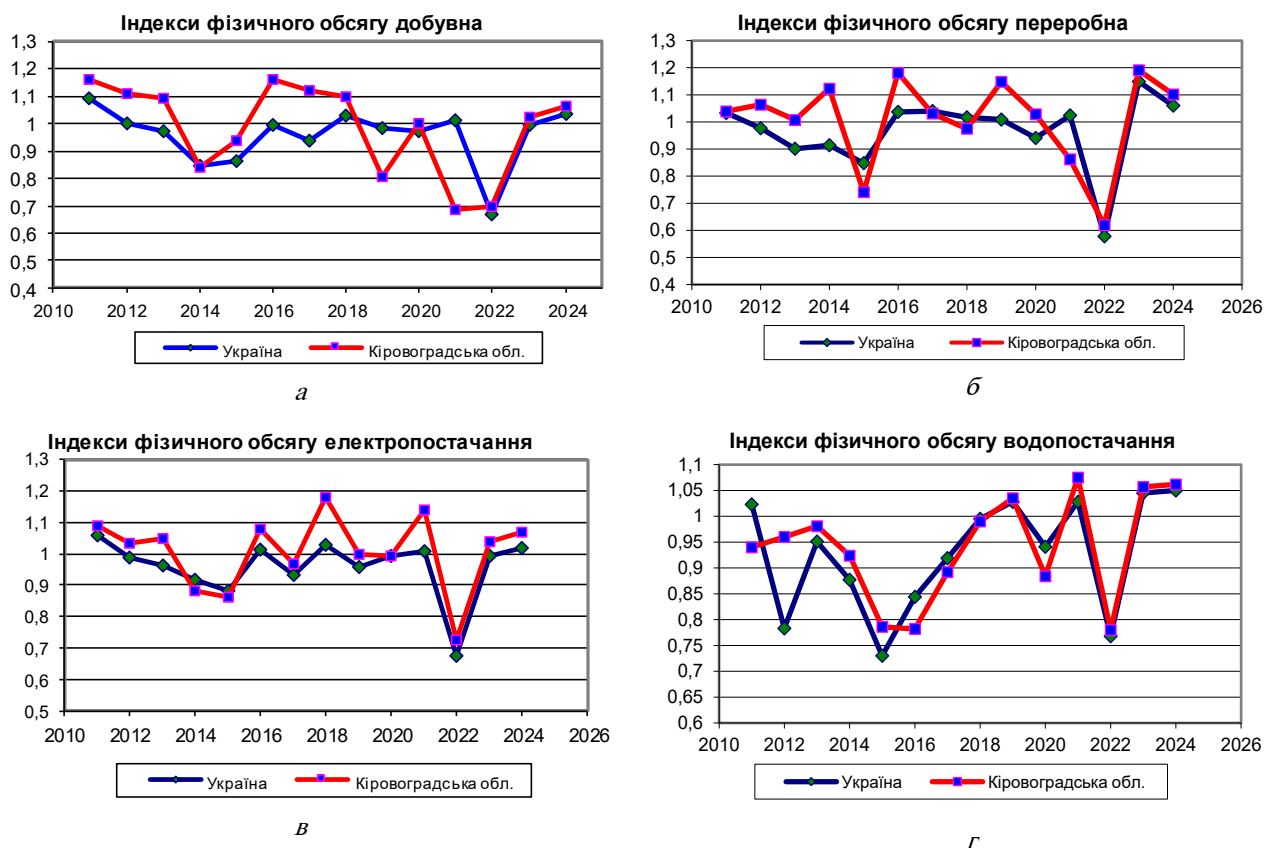 Індекси фізичного обсягу добувна
1,3
1,2
1,1
1
0,9
0,8
0,7
0,6
0,5
0,4
2010 2012 2014 2016 2018 2020 2022 2024
Україна Кіровоградська обл.
а
Індекси фізичного обсягу переробна
1,3
1,2
1,1
1
0,9
0,8
0,7
0,6
0,5
0,4
2010 2012 2014 2016 2018 2020 2022 2024 2026
Україна Кіровоградська обл.
б
Індекси фізичного обсягу електропостачання
1,3
1,2
1,1
1
0,9
0,8
0,7
0,6
0,5
2010 2012 2014 2016 2018 2020 2022 2024 2026
Україна Кіровоградська обл.
в
Індекси фізичного обсягу водопостачання
1,1
1,05
1
0,95
0,9
0,85
0,8
0,75
0,7
0,65
0,6
2010 2012 2014 2016 2018 2020 2022 2024 2026
Україна Кіровоградська обл.
г